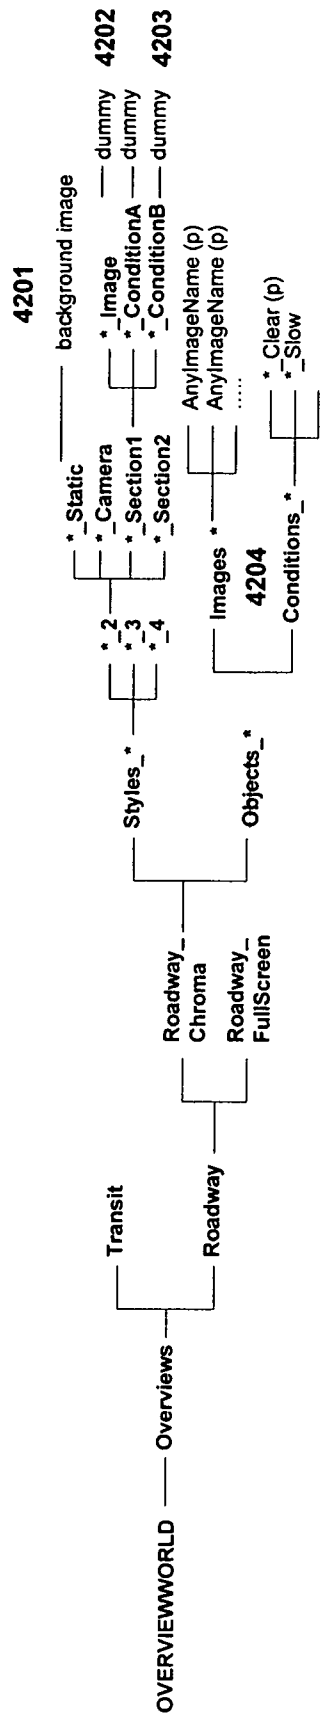 OVERVIEWWORLD
Overviews
Transit
Roadway
Roadway_
Chroma
Roadway_
FullScreen
Styles_*
Objects_*
*_2
*_3
*_4
*_Static
*_Camera
*_Section1
*_Section2
4201
background image
*_Image
*_ConditionA
*_ConditionB
dummy 4202
dummy
dummy 4203
Images *
4204
Conditions_*
AnyImageName (p)
AnyImageName (p)
.....
*_Clear (p)
*_Slow